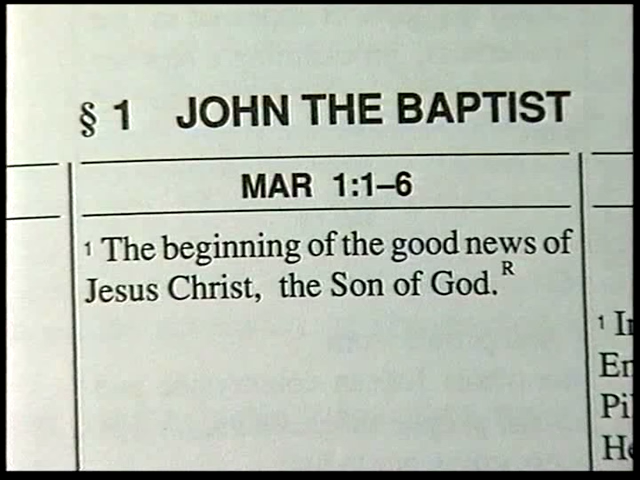 § 1 JOHN THE BAPTIST
MAR 1:1–6
1 The beginning of the good news of
Jesus Christ, the Son of God.R
1